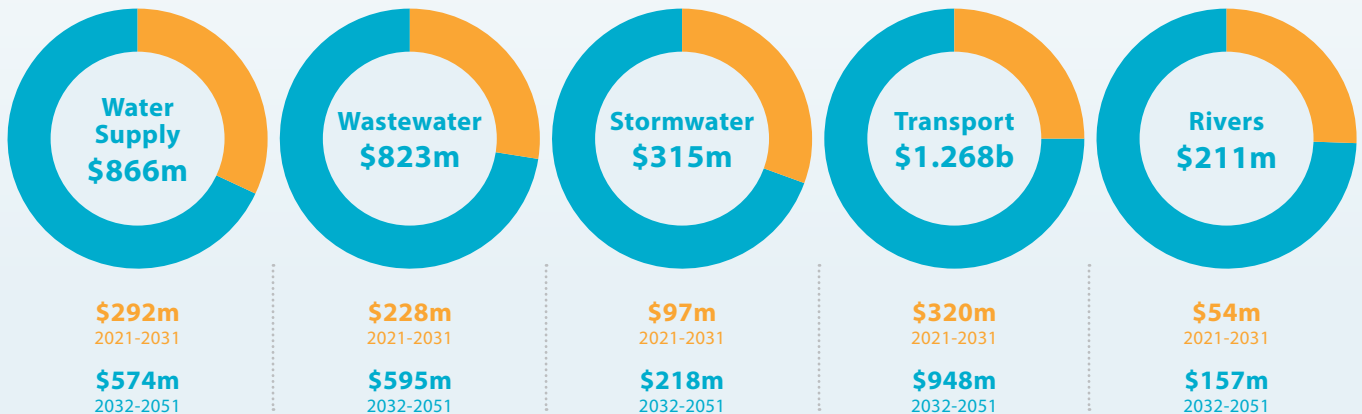 Water
Supply
$866m
Wastewater
$823m
Stormwater
$315m
Transport
$1.268b
Rivers
$211m
$292m
2021-2031
$574m
2032-2051
$228m
2021-2031
$595m
2032-2051
$97m
2021-2031
$218m
2032-2051
$320m
2021-2031
$948m
2032-2051
$54m
2021-2031
$157m
2032-2051